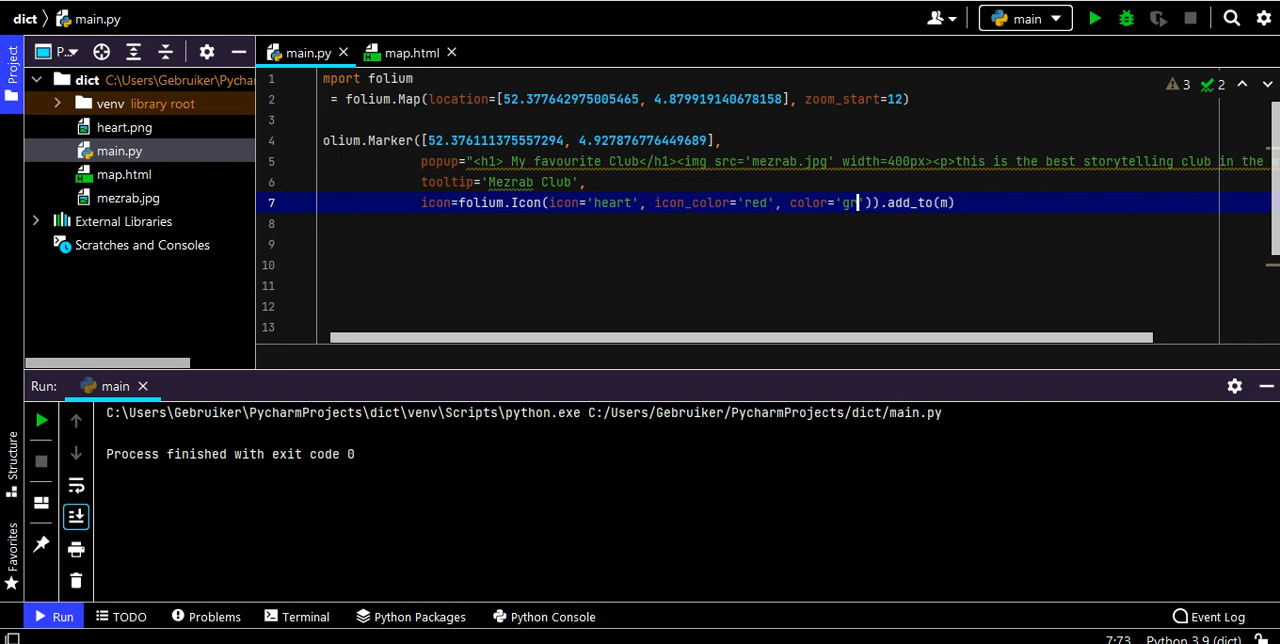 dict main.py main
Project P.. main.py map.html
dict C:\Users\Gebruiker\Pycha
venv library root
heart.png
main.py
map.html
mezrab.jpg
External Libraries
Scratches and Consoles
1 mport folium 3 2
2 = folium.Map(location=[52.377642975005465, 4.879919140678158], zoom_start=12)
3
4 olium.Marker([52.376111375557294, 4.927876776449689],
5 popup="<h1> My favourite Club</h1><img src='mezrab.jpg' width=400px><p>this is the best storytelling club in the
6 tooltip='Mezrab Club',
7 icon=folium.Icon(icon='heart', icon_color='red', color='gr')).add_to(m)
8
9
10
11
12
13
Run: main
C:\Users\Gebruiker\PycharmProjects\dict\venv\Scripts\python.exe C:/Users/Gebruiker/PycharmProjects/dict/main.py
Process finished with exit code 0
Structure
Favorites
Run TODO Problems Terminal Python Packages Python Console Event Log
7:73 Python 3.9 (dict)